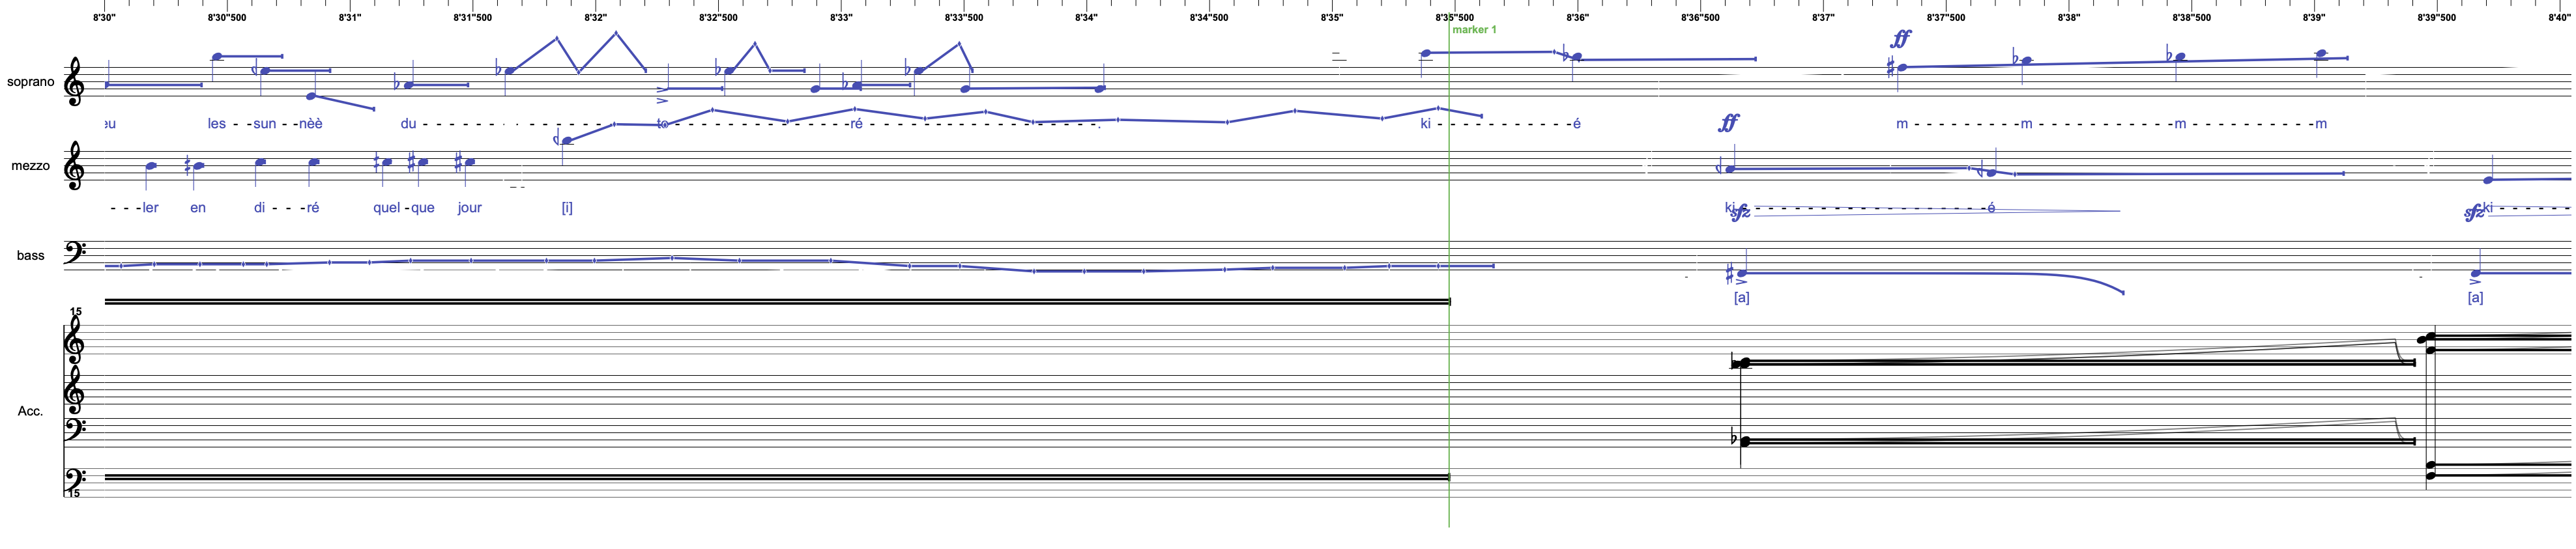 8'30" 8'30"500 8'31" 8'31"500 8'32" 8'32"500 8'33" 8'33"500 8'34" 8'34"500 8'35" 8'35"500 8'36" 8'36"500 8'37" 8'37"500 8'38" 8'38"500 8'39" 8'39"500 8'40"
marker 1
ff
soprano
eu les - - sun - - nèè du to ré ki é m m m m
ff
mezzo
- - - ler en di - - - ré quel - que jour [i] ki é ki
sfz sfz
bass
[a] [a]
15
Acc.
15